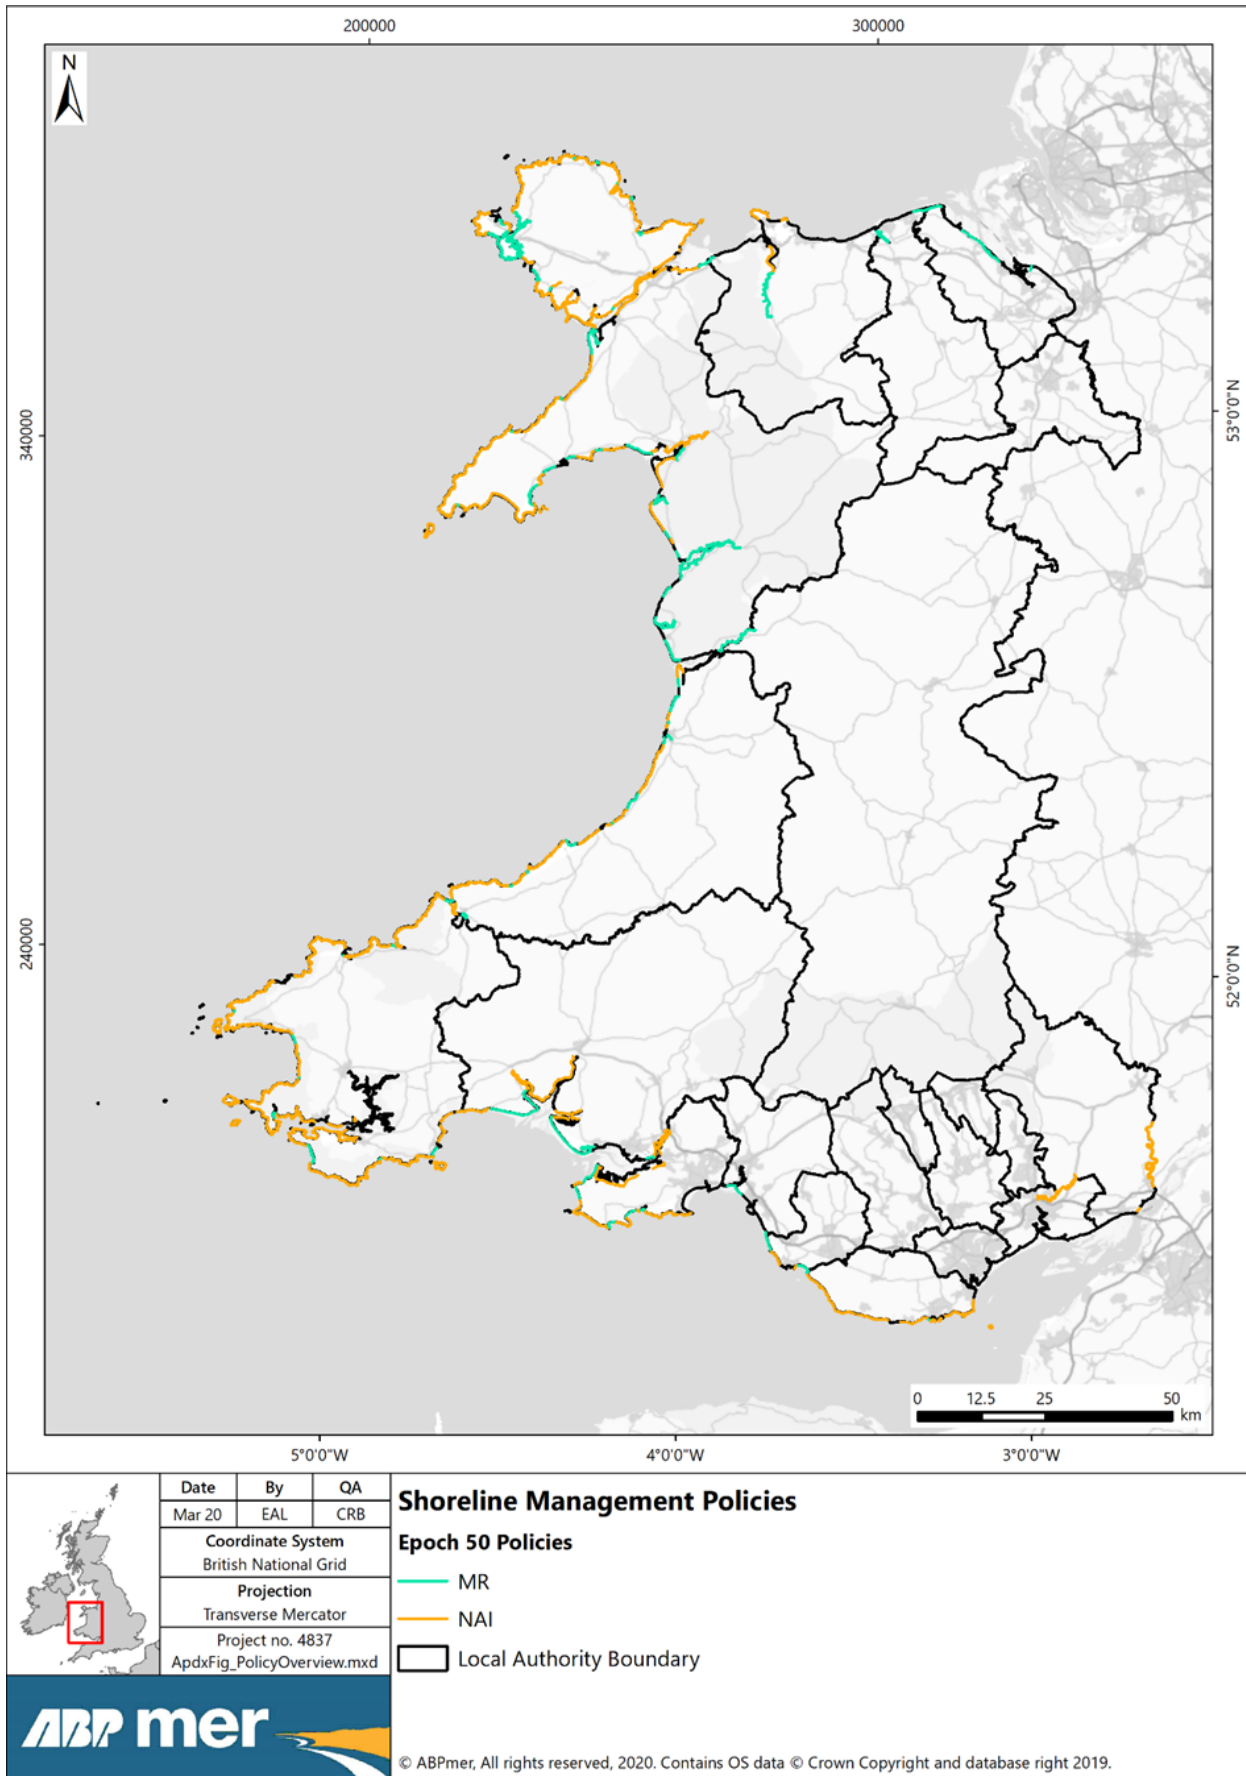 200000
300000
N
340000
53°0'0"N
240000
52°0'0"N
0
12.5
25
50
km
5°0'0"W
4°0'0"W
3°0'0"W
Date
By
QA
Mar 20
EAL
CRB
Coordinate System
British National Grid
Projection
Transverse Mercator
Project no. 4837
ApdxFig_PolicyOverview.mxd
ABP mer
Shoreline Management Policies
Epoch 50 Policies
MR
NAI
Local Authority Boundary
© ABPmer, All rights reserved, 2020. Contains OS data © Crown Copyright and database right 2019.